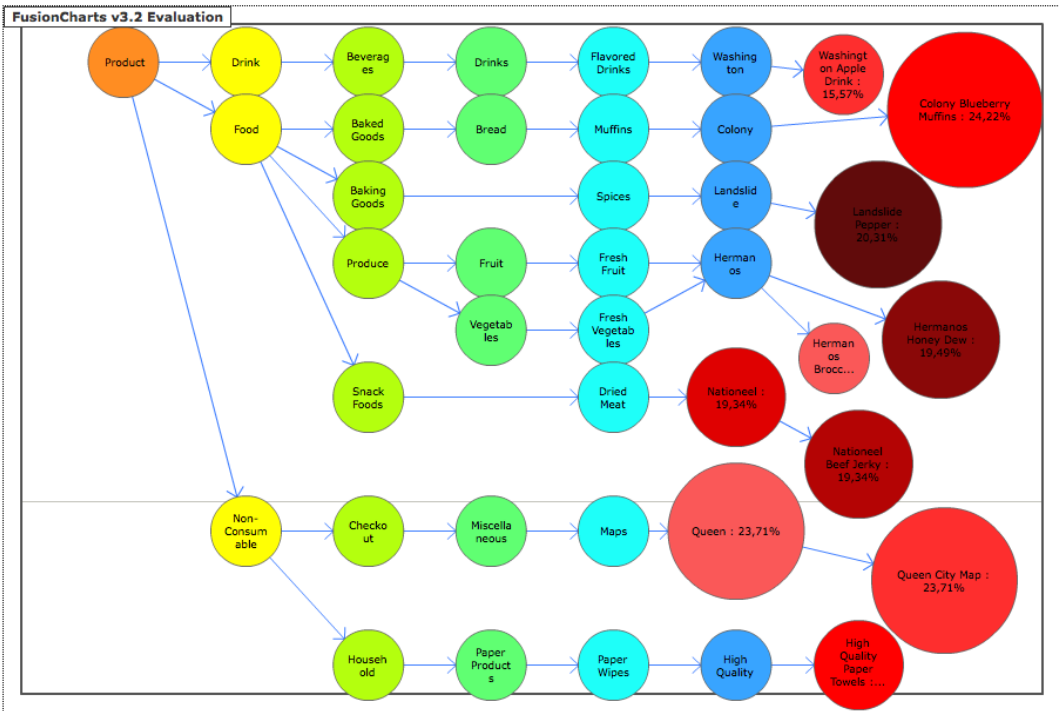 FusionCharts v3.2 Evaluation
Product
Drink
Beverag
es
Drinks
Flavored
Drinks
Washing
ton
Washingt
on Apple
Drink :
15,57%
Colony Blueberry
Muffins : 24,22%
Food
Baked
Goods
Bread
Muffins
Colony
Baking
Goods
Spices
Landslid
e
Landslide
Pepper :
20,31%
Produce
Fruit
Fresh
Fruit
Herman
os
Vegetab
les
Fresh
Vegetab
les
Herman
os
Brocc...
Hermanos
Honey Dew :
19,49%
Snack
Foods
Dried
Meat
Nationeel :
19,34%
Nationeel
Beef Jerky :
19,34%
Non-
Consum
able
Checko
ut
Miscella
neous
Maps
Queen : 23,71%
Queen City Map :
23,71%
Househ
old
Paper
Product
s
Paper
Wipes
High
Quality
High
Quality
Paper
Towels :...